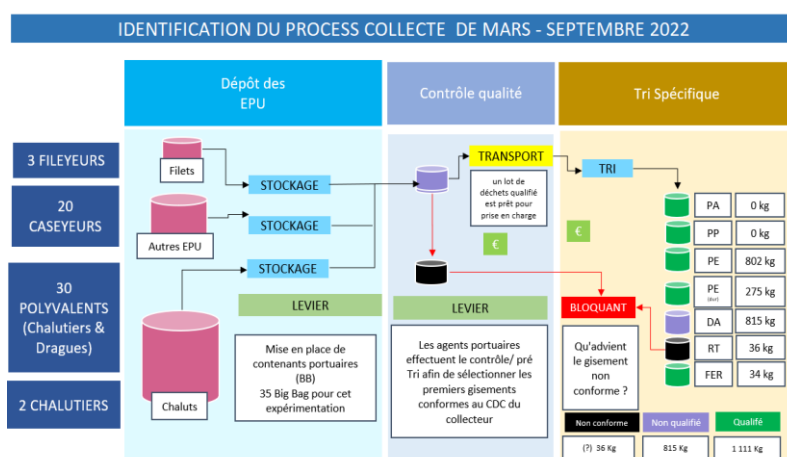 IDENTIFICATION DU PROCESS COLLECTE DE MARS - SEPTEMBRE 2022
Dépôt des
EPU
Contrôle qualité
Tri Spécifique
3 FILEYEURS
20
CASEYEURS
30
POLYVALENTS
(Chalutiers &
Dragues)
2 CHALUTIERS
Filets
Autres EPU
Chaluts
STOCKAGE
STOCKAGE
STOCKAGE
LEVIER
Mise en place de
contenants portuaires
(BB)
35 Big Bag pour cet
expérimentation
TRANSPORT
un lot de
déchets qualifié
est prêt pour
prise en charge
€
LEVIER
Les agents portuaires
effectuent le contrôle/ pré
Tri afin de sélectionner les
premiers gisements
conformes au CDC du
collecteur
TRI
€
BLOQUANT
Qu'advient
le gisement
non
conforme ?
PA 0 kg
PP 0 kg
PE 802 kg
PE 275 kg
(dur)
DA 815 kg
RT 36 kg
FER 34 kg
Non conforme Non qualifié Qualifé
(?) 36 Kg 815 Kg 1 111 Kg